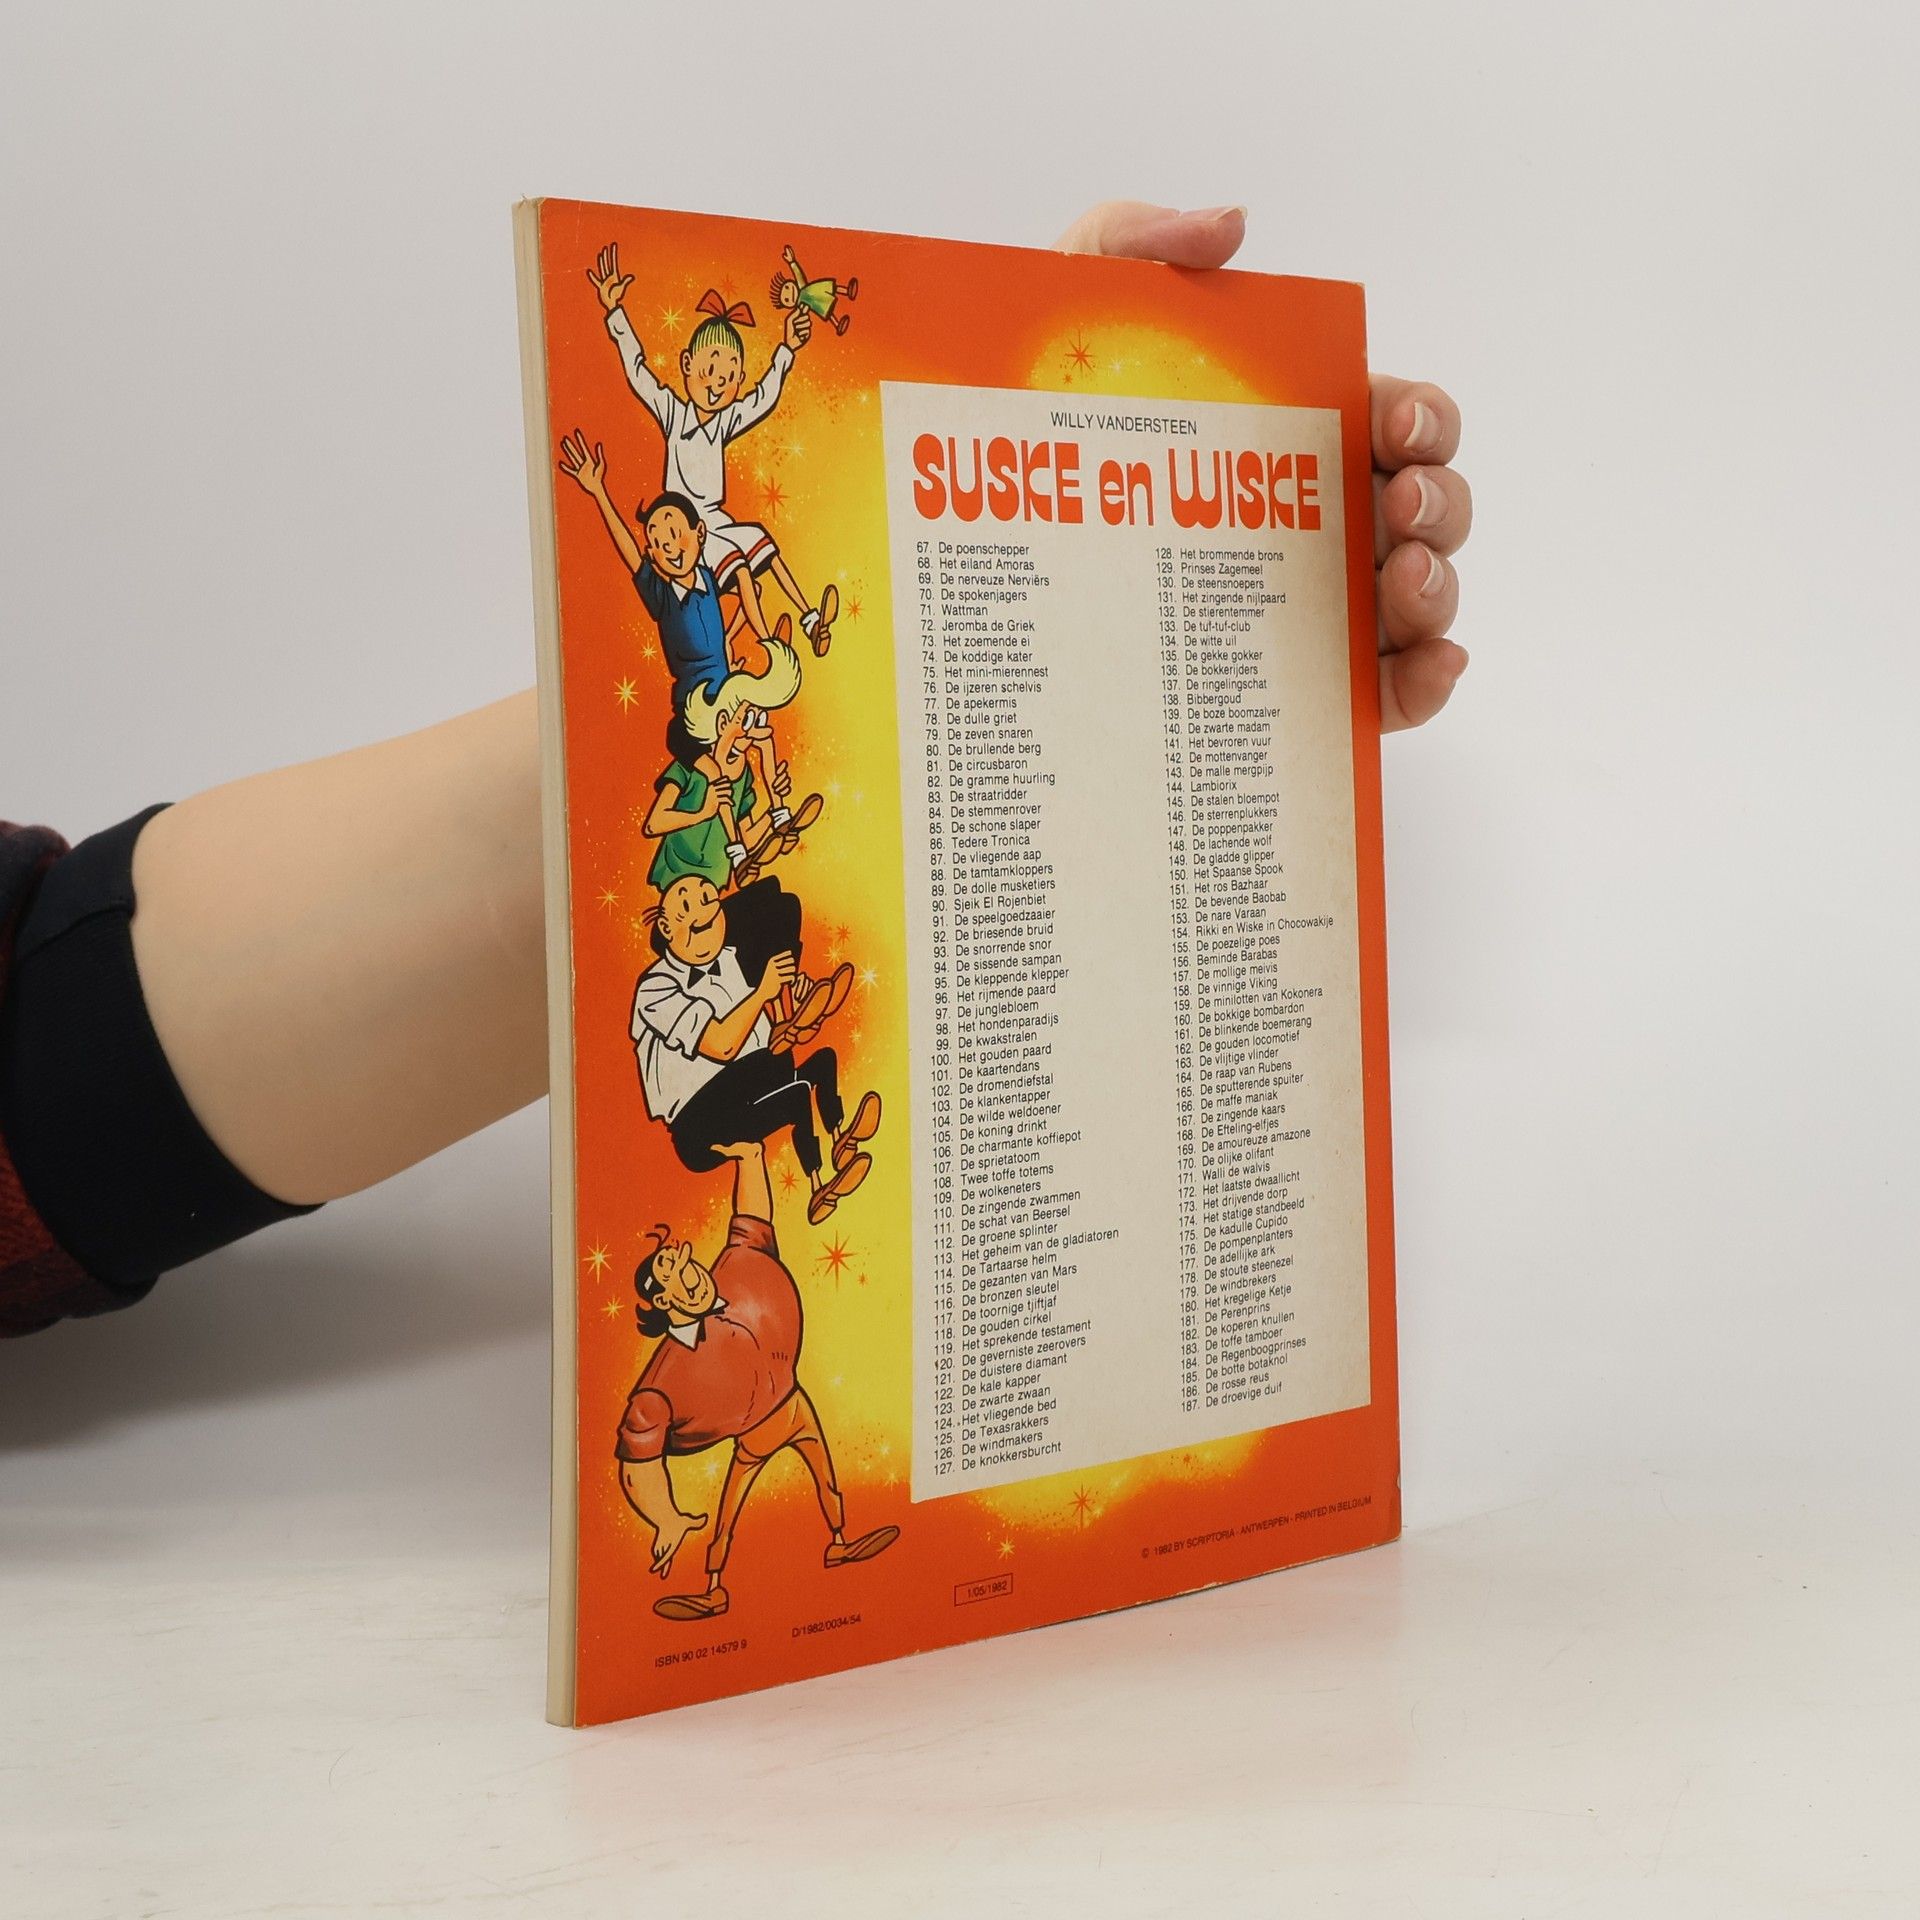 WILLY VANDERSTEEN
SUSKE en WISKE
67. De poenschepper
68. Het eiland Amoras
69. De nerveuze Nerviërs
70. De spokenjagers
71. Wattman
72. Jeromba de Griek
73. Het zoemende ei
74. De koddige kater
75. Het mini-mierennest
76. De ijzeren schelvis
77. De apekermis
78. De dulle griet
79. De zeven snaren
80. De brullende berg
81. De circusbaron
82. De gramme huurling
83. De straatridder
84. De stemmenrover
85. De schone slaper
86. Tedere Tronica
87. De vliegende aap
88. De tamtamkloppers
89. De dolle musketiers
90. Sjeik El Rojenbiet
91. De speelgoedzaaier
92. De briesende bruid
93. De snorrende snor
94. De sissende sampan
95. De kleppende klepper
96. Het rijmende paard
97. De junglebloem
98. Het hondenparadijs
99. De kwakstralen
100. Het gouden paard
101. De kaartendans
102. De dromendiefstal
103. De klankentapper
104. De wilde weldoener
105. De koning drinkt
106. De charmante koffiepot
107. De sprietatoom
108. Twee toffe totems
109. De wolkeneters
110. De zingende zwammen
111. De schat van Beersel
112. De groene splinter
113. Het geheim van de gladiatoren
114. De Tartaarse helm
115. De gezanten van Mars
116. De bronzen sleutel
117. De toornige tjiftjaf
118. De gouden cirkel
119. Het sprekende testament
120. De geverniste zeerovers
121. De duistere diamant
122. De kale kapper
123. De zwarte zwaan
124. Het vliegende bed
125. De Texasrakkers
126. De windmakers
127. De knokkersburcht
128. Het brommende brons
129. Prinses Zagemeel
130. De steensnoepers
131. Het zingende nijlpaard
132. De stierentemmer
133. De tuf-tuf-club
134. De witte uil
135. De gekke gokker
136. De bokkerijders
137. De ringelingschat
138. Bibbergoud
139. De boze boomzalver
140. De zwarte madam
141. Het bevroren vuur
142. De mottenvanger
143. De malle mergpijp
144. Lambiorix
145. De stalen bloempot
146. De sterrenplukkers
147. De poppenpakker
148. De lachende wolf
149. De gladde glipper
150. Het Spaanse Spook
151. Het ros Bazhaar
152. De bevende Baobab
153. De nare Varaan
154. Rikki en Wiske in Chocowakije
155. De poezelige poes
156. Beminde Barabas
157. De mollige meivis
158. De vinnige Viking
159. De minilotten van Kokonera
160. De bokkige bombardon
161. De blinkende boemerang
162. De gouden locomotief
163. De vlijtige vlinder
164. De raap van Rubens
165. De sputterende spuiter
166. De maffe maniak
167. De zingende kaars
168. De Efteling-elfjes
169. De amoureuze amazone
170. De olijke olifant
171. Walli de walvis
172. Het laatste dwaallicht
173. Het drijvende dorp
174. Het statige standbeeld
175. De kadulle Cupido
176. De pompenplanters
177. De adellijke ark
178. De stoute steenezel
179. De windbrekers
180. Het kregelige Ketje
181. De Perenprins
182. De koperen knullen
183. De toffe tamboer
184. De Regenboogprinses
185. De botte botaknol
186. De rosse reus
187. De droevige duif
© 1982 BY SCRIPTORIA - ANTWERPEN - PRINTED IN BELGIUM
1/05/1982
D/1982/0034/54
ISBN 90 02 14579 9